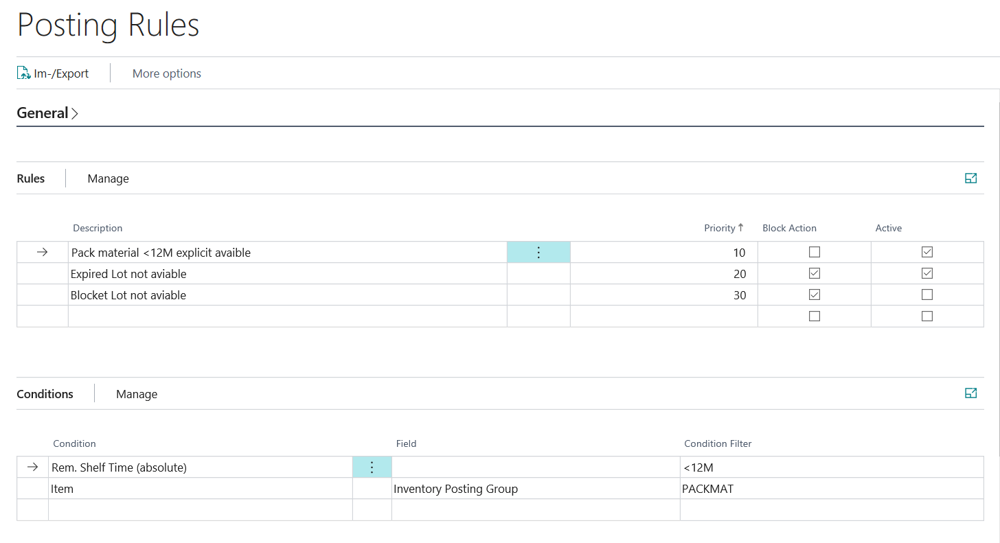 Posting Rules
Im-/Export More options
General
Rules Manage
Description Priority Block Action Active
Pack material <12M explicit avaible 10
Expired Lot not aviable 20
Blocket Lot not aviable 30
Conditions Manage
Condition Field Condition Filter
Rem. Shelf Time (absolute) <12M
Item Inventory Posting Group PACKMAT